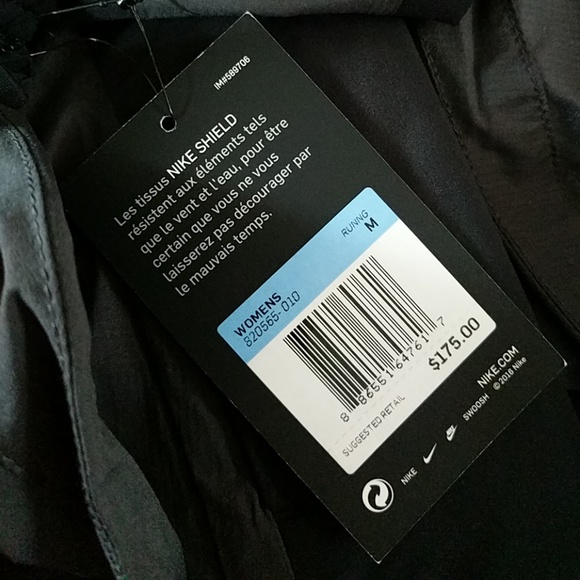 IM#589706
Les tissus NIKE SHIELD
résistent aux éléments tels
que le vent et l'eau, pour être
certain que vous ne vous
laisserez pas décourager par
le mauvais temps.
WOMENS
820565-010
RUNNG
M
8 86551 64761 7
SUGGESTED RETAIL
$175.00
NIKE
SWOOSH
NIKE.COM
©2016 Nike